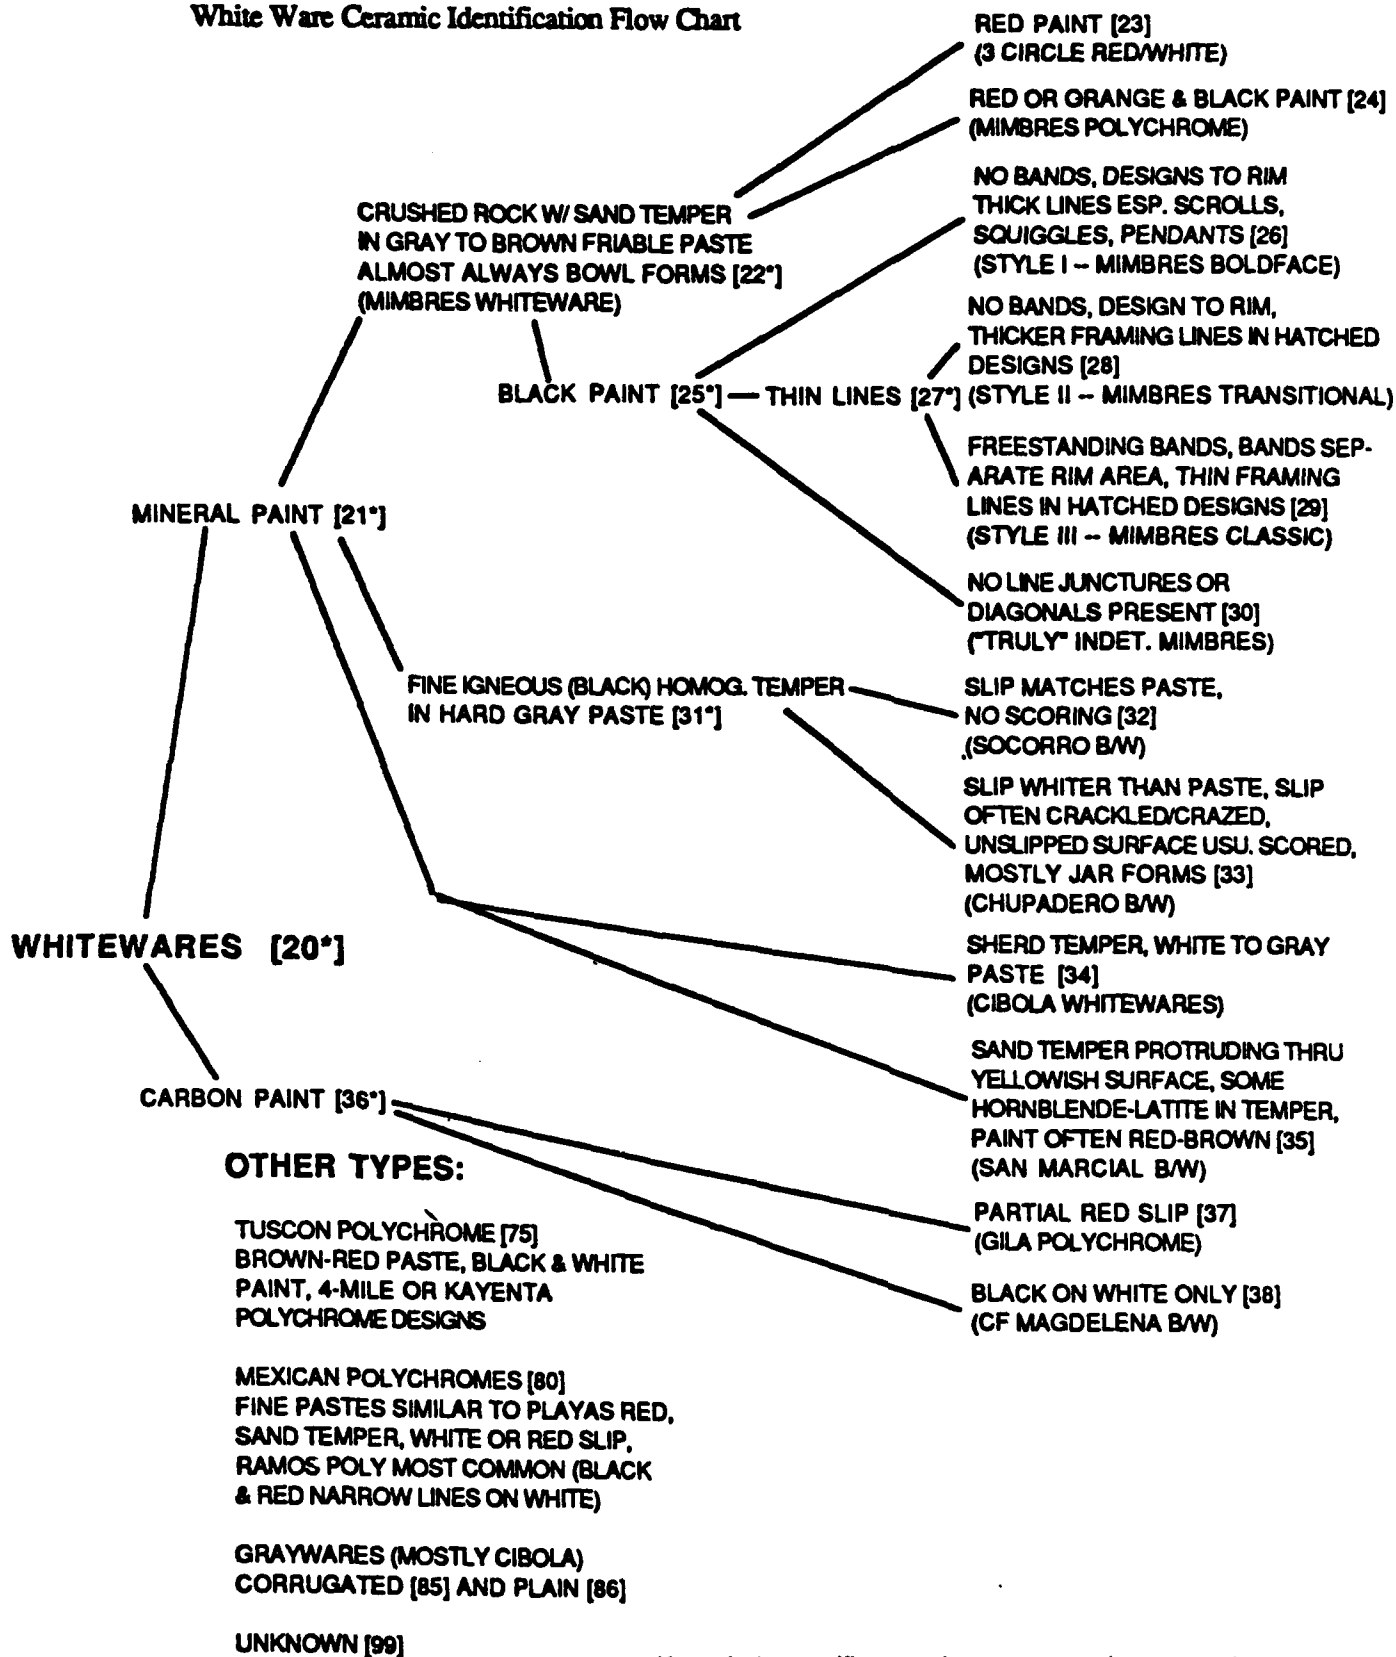 White Ware Ceramic Identification Flow Chart
RED PAINT [23]
(3 CIRCLE RED/WHITE)
RED OR ORANGE & BLACK PAINT [24]
(MIMBRES POLYCHROME)
NO BANDS, DESIGNS TO RIM
THICK LINES ESP. SCROLLS,
SQUIGGLES, PENDANTS [26]
(STYLE I -- MIMBRES BOLDFACE)
CRUSHED ROCK W/ SAND TEMPER
IN GRAY TO BROWN FRIABLE PASTE
ALMOST ALWAYS BOWL FORMS [22*]
(MIMBRES WHITEWARE)
NO BANDS, DESIGN TO RIM,
THICKER FRAMING LINES IN HATCHED
DESIGNS [28]
(STYLE II -- MIMBRES TRANSITIONAL)
BLACK PAINT [25*]
THIN LINES [27*]
FREESTANDING BANDS, BANDS SEP-
ARATE RIM AREA, THIN FRAMING
LINES IN HATCHED DESIGNS [29]
(STYLE III -- MIMBRES CLASSIC)
MINERAL PAINT [21*]
NO LINE JUNCTURES OR
DIAGONALS PRESENT [30]
("TRULY" INDET. MIMBRES)
FINE IGNEOUS (BLACK) HOMOG. TEMPER
IN HARD GRAY PASTE [31*]
SLIP MATCHES PASTE,
NO SCORING [32]
(SOCORRO B/W)
SLIP WHITER THAN PASTE, SLIP
OFTEN CRACKLED/CRAZED,
UNSLIPPED SURFACE USU. SCORED,
MOSTLY JAR FORMS [33]
(CHUPADERO B/W)
WHITEWARES [20*]
SHERD TEMPER, WHITE TO GRAY
PASTE [34]
(CIBOLA WHITEWARES)
SAND TEMPER PROTRUDING THRU
YELLOWISH SURFACE, SOME
HORNBLENDE-LATITE IN TEMPER,
PAINT OFTEN RED-BROWN [35]
(SAN MARCIAL B/W)
CARBON PAINT [36*]
PARTIAL RED SLIP [37]
(GILA POLYCHROME)
BLACK ON WHITE ONLY [38]
(CF MAGDELENA B/W)
OTHER TYPES:
TUSCON POLYCHROME [75]
BROWN-RED PASTE, BLACK & WHITE
PAINT, 4-MILE OR KAYENTA
POLYCHROME DESIGNS
MEXICAN POLYCHROMES [80]
FINE PASTES SIMILAR TO PLAYAS RED,
SAND TEMPER, WHITE OR RED SLIP,
RAMOS POLY MOST COMMON (BLACK
& RED NARROW LINES ON WHITE)
GRAYWARES (MOSTLY CIBOLA)
CORRUGATED [85] AND PLAIN [86]
UNKNOWN [99]